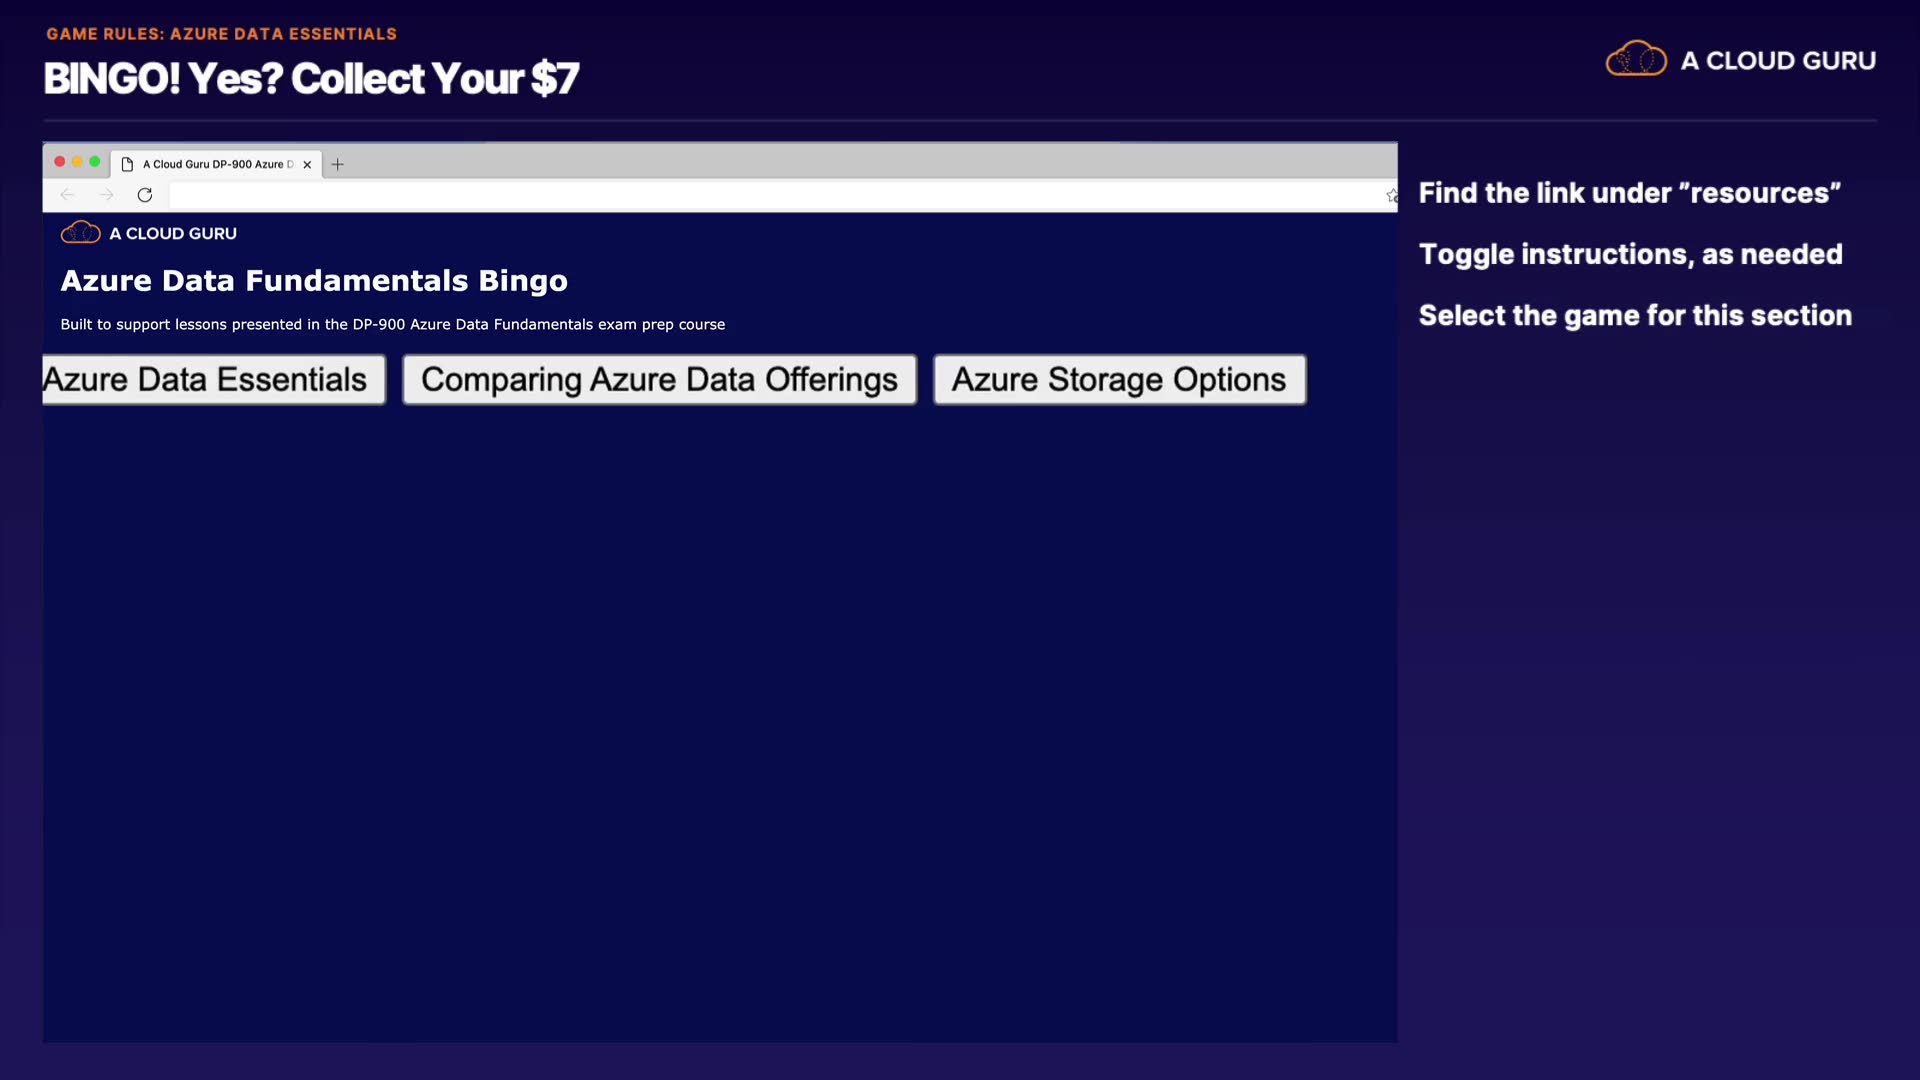 GAME RULES: AZURE DATA ESSENTIALS
BINGO! Yes? Collect Your $7
A CLOUD GURU
A Cloud Guru DP-900 Azure D
A CLOUD GURU
Azure Data Fundamentals Bingo
Built to support lessons presented in the DP-900 Azure Data Fundamentals exam prep course
Azure Data Essentials
Comparing Azure Data Offerings
Azure Storage Options
Find the link under "resources"
Toggle instructions, as needed
Select the game for this section